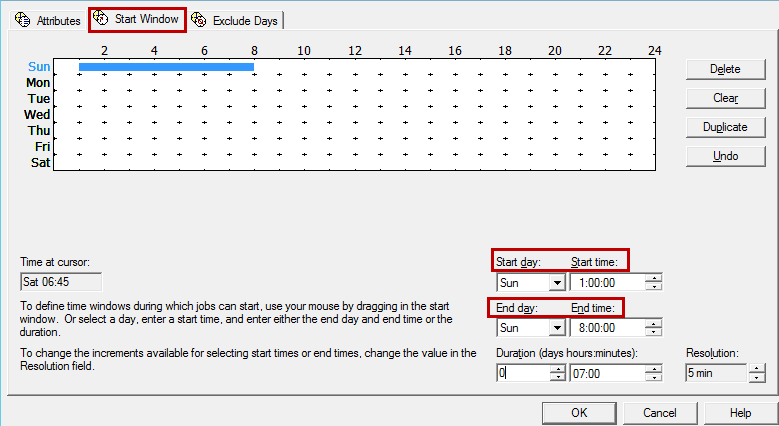 Attributes Start Window Exclude Days
2 4 6 8 10 12 14 16 18 20 22 24
Sun
Mon
Tue
Wed
Thu
Fri
Sat
Delete
Clear
Duplicate
Undo
Time at cursor:
Sat 06:45
Start day: Start time:
Sun 1:00:00
To define time windows during which jobs can start, use your mouse by dragging in the start
window. Or select a day, enter a start time, and enter either the end day and end time or the
duration.
End day: End time:
Sun 8:00:00
To change the increments available for selecting start times or end times, change the value in the
Resolution field.
Duration (days hours:minutes): Resolution:
0 07:00 5 min
OK Cancel Help